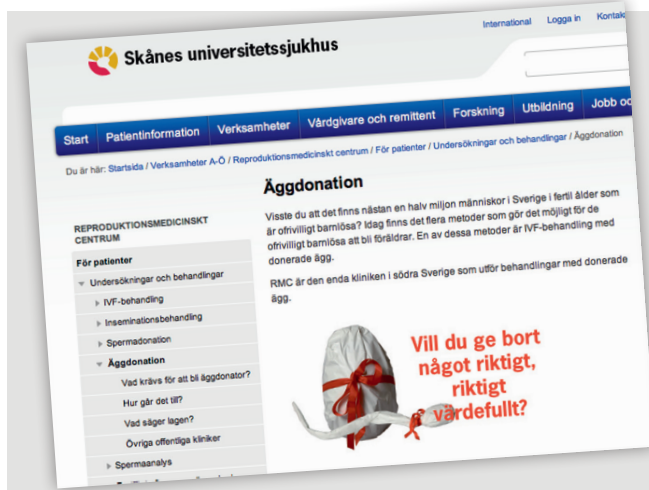 International Logga in
Skånes universitetssjukhus
Start Patientinformation Verksamheter Vårdgivare och remittent Forskning Utbildning Jobb
Du är här: Startsida / Verksamheter A-Ö / Reproduktionsmedicinskt centrum / För patienter / Undersökningar och behandlingar / Äggdonation
REPRODUKTIONSMEDICINSKT
CENTRUM
För patienter
Undersökningar och behandlingar
IVF-behandling
Inseminationsbehandling
Spermadonation
Äggdonation
Vad krävs för att bli äggdonator?
Hur går det till?
Vad säger lagen?
Övriga offentliga kliniker
Spermaanalys
Äggdonation
Visste du att det finns nästan en halv miljon människor i Sverige i fertil ålder som
är ofrivilligt barnlösa? Idag finns det flera metoder som gör det möjligt för de
ofrivilligt barnlösa att bli föräldrar. En av dessa metoder är IVF-behandling med
donerade ägg.
RMC är den enda kliniken i södra Sverige som utför behandlingar med donerade
ägg.
Vill du ge bort
något riktigt,
riktigt
värdefullt?